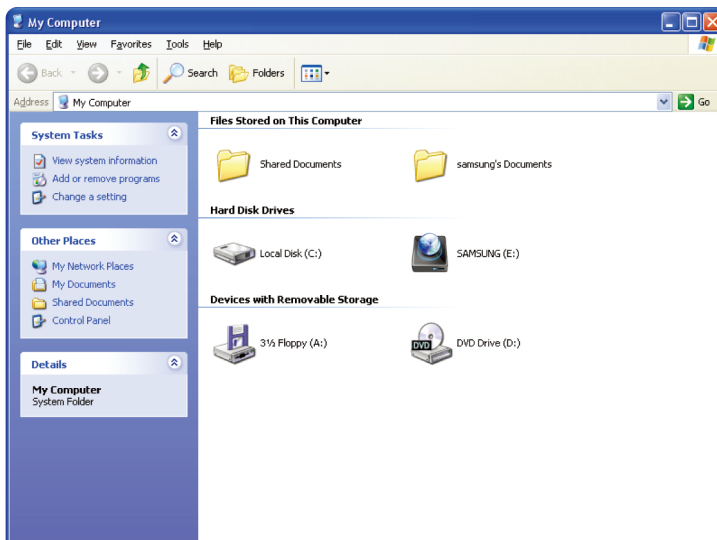 My Computer
File Edit View Favorites Tools Help
Back Search Folders
Address My Computer Go
System Tasks
View system information
Add or remove programs
Change a setting
Other Places
My Network Places
My Documents
Shared Documents
Control Panel
Details
My Computer
System Folder
Files Stored on This Computer
Shared Documents samsung's Documents
Hard Disk Drives
Local Disk (C:) SAMSUNG (E:)
Devices with Removable Storage
3½ Floppy (A:) DVD Drive (D:)
DVD